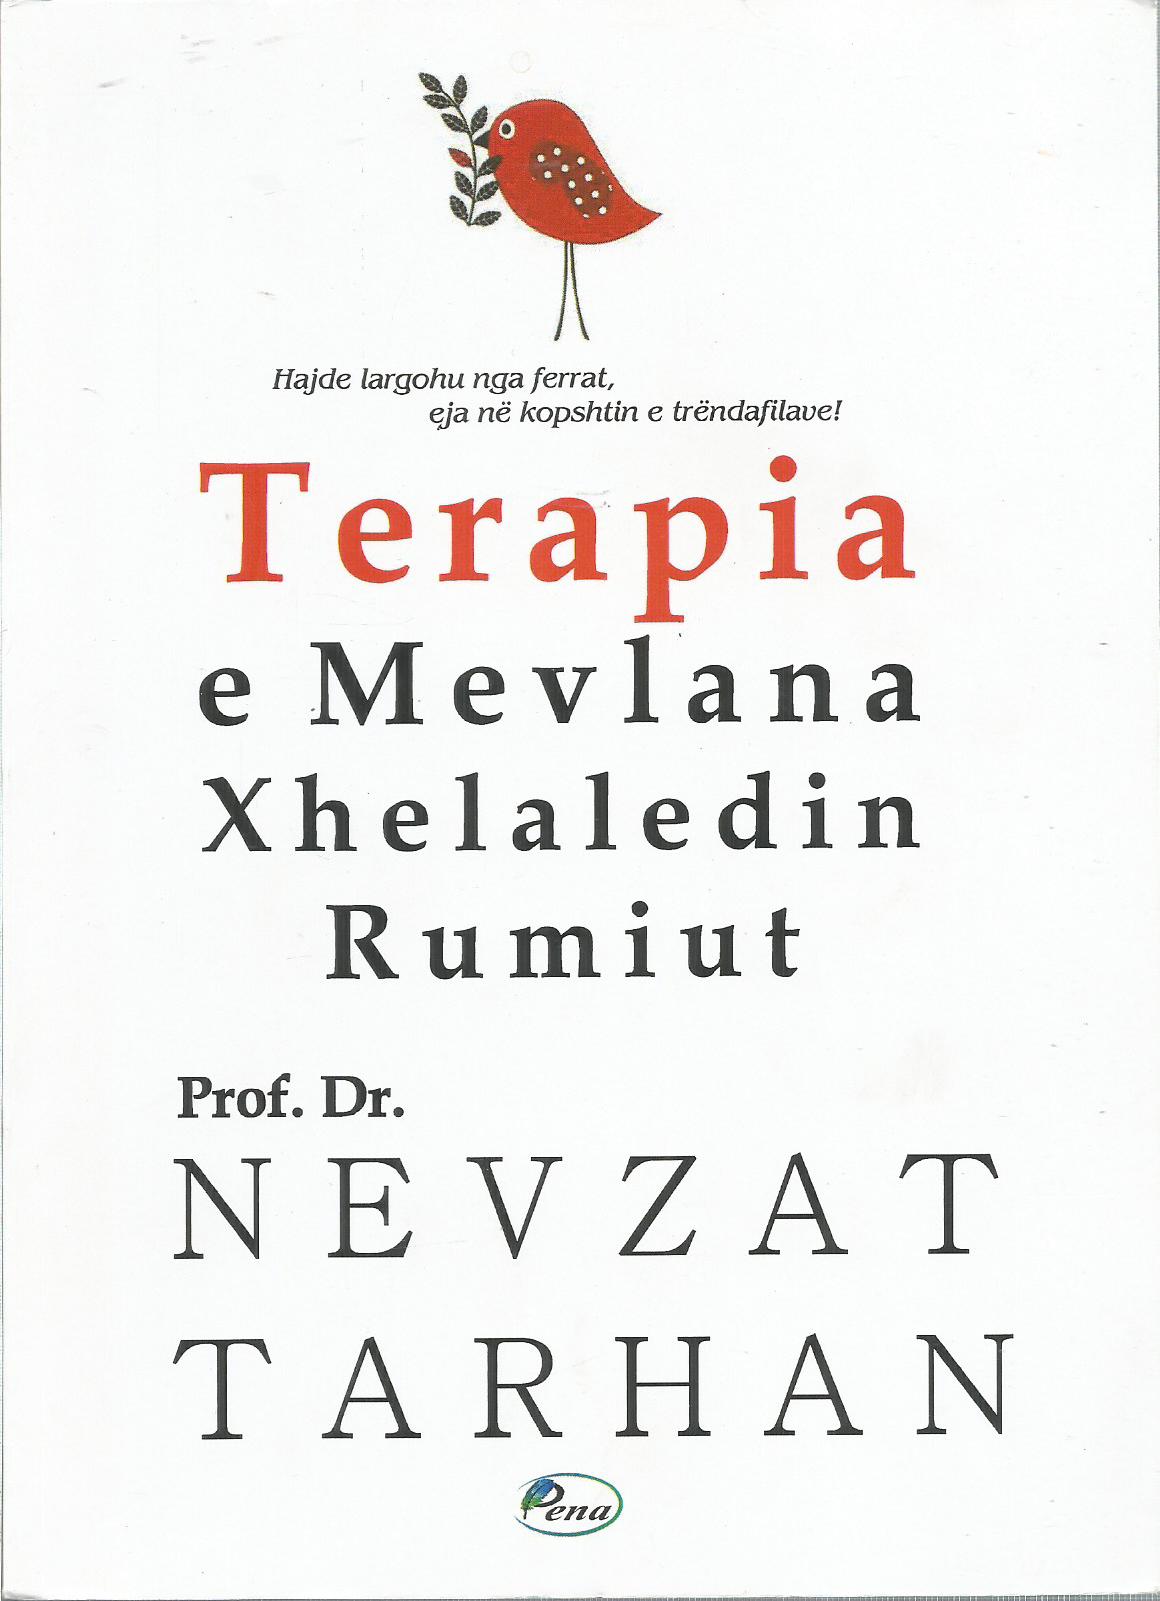 Hajde largohu nga ferrat,
eja në kopshtin e trëndafilave!
Terapia
e Mevlana
Xhelaledin
Rumiut
Prof. Dr.
NEVZAT
TARHAN
Pena